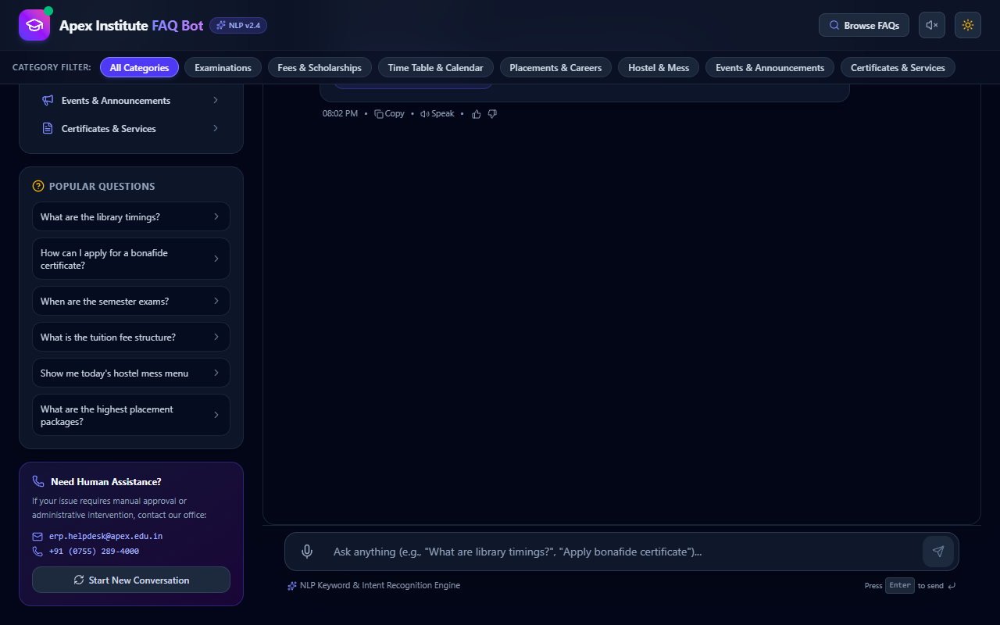 Apex Institute FAQ Bot
NLP v2.4
Browse FAQs
CATEGORY FILTER:
All Categories
Examinations
Fees & Scholarships
Time Table & Calendar
Placements & Careers
Hostel & Mess
Events & Announcements
Certificates & Services
Events & Announcements
Certificates & Services
POPULAR QUESTIONS
What are the library timings?
How can I apply for a bonafide
certificate?
When are the semester exams?
What is the tuition fee structure?
Show me today's hostel mess menu
What are the highest placement
packages?
Need Human Assistance?
If your issue requires manual approval or
administrative intervention, contact our office:
erp.helpdesk@apex.edu.in
+91 (0755) 289-4000
Start New Conversation
08:02 PM • Copy • Speak •
Ask anything (e.g., "What are library timings?", "Apply bonafide certificate")...
NLP Keyword & Intent Recognition Engine
Press Enter to send